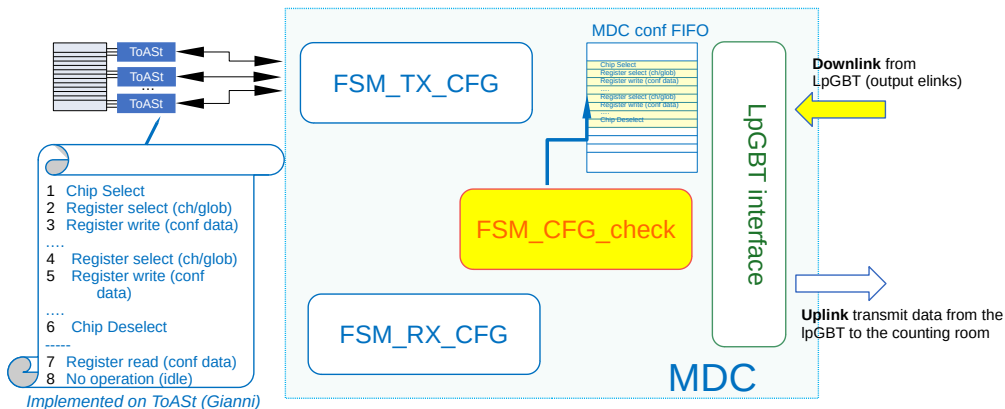 ToASt
ToASt
...
ToASt
1 Chip Select
2 Register select (ch/glob)
3 Register write (conf data)
....
4 Register select (ch/glob)
5 Register write (conf
data)
....
6 Chip Deselect
-----
7 Register read (conf data)
8 No operation (idle)
Implemented on ToASt (Gianni)
FSM_TX_CFG
MDC conf FIFO
Chip Select
Register select (ch/glob)
Register write (conf data)
....
Register select (ch/glob)
Register write (conf data)
....
Chip Deselect
FSM_CFG_check
FSM_RX_CFG
LpGBT interface
MDC
Downlink from
LpGBT (output elinks)
Uplink transmit data from the
lpGBT to the counting room